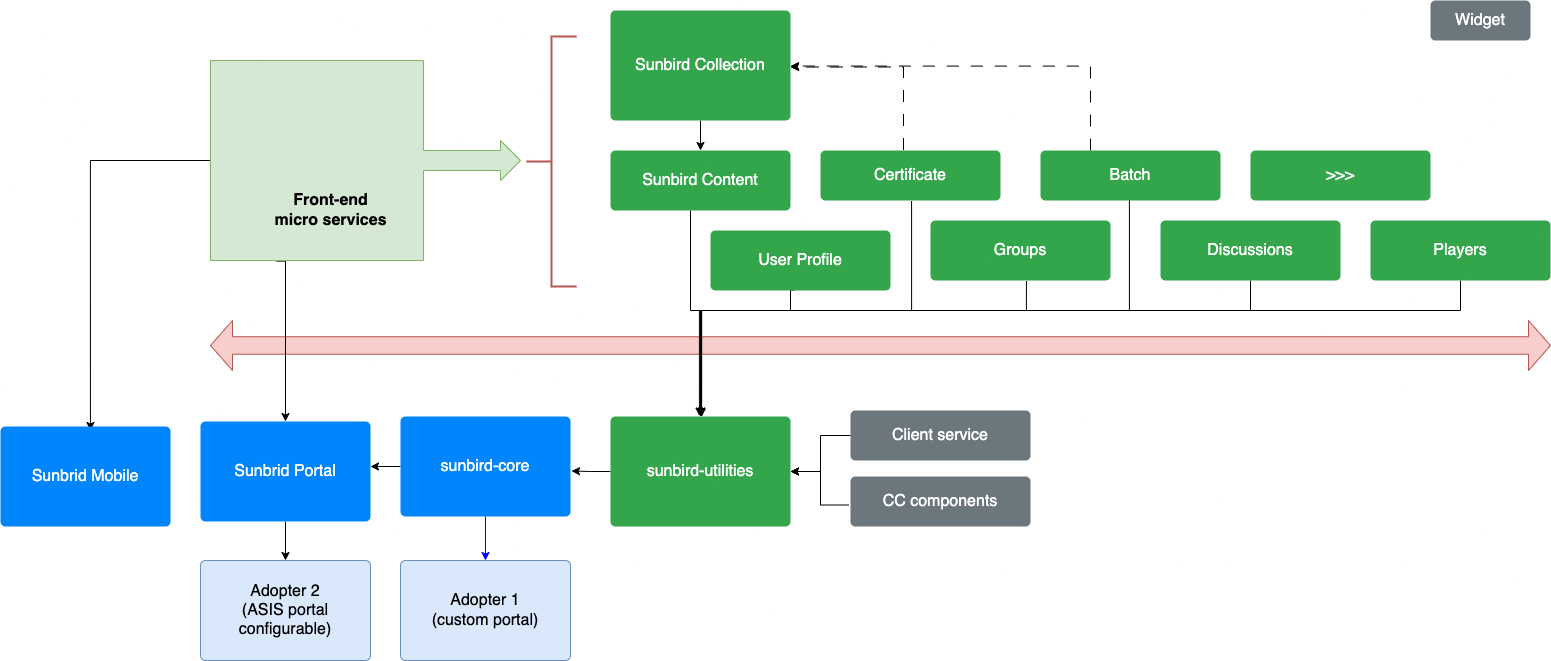 Widget
Sunbird Collection
Front-end
micro services
Sunbird Content
Certificate
Batch
>>>
User Profile
Groups
Discussions
Players
Sunbrid Mobile
Sunbrid Portal
sunbird-core
sunbird-utilities
Client service
CC components
Adopter 2
(ASIS portal
configurable)
Adopter 1
(custom portal)